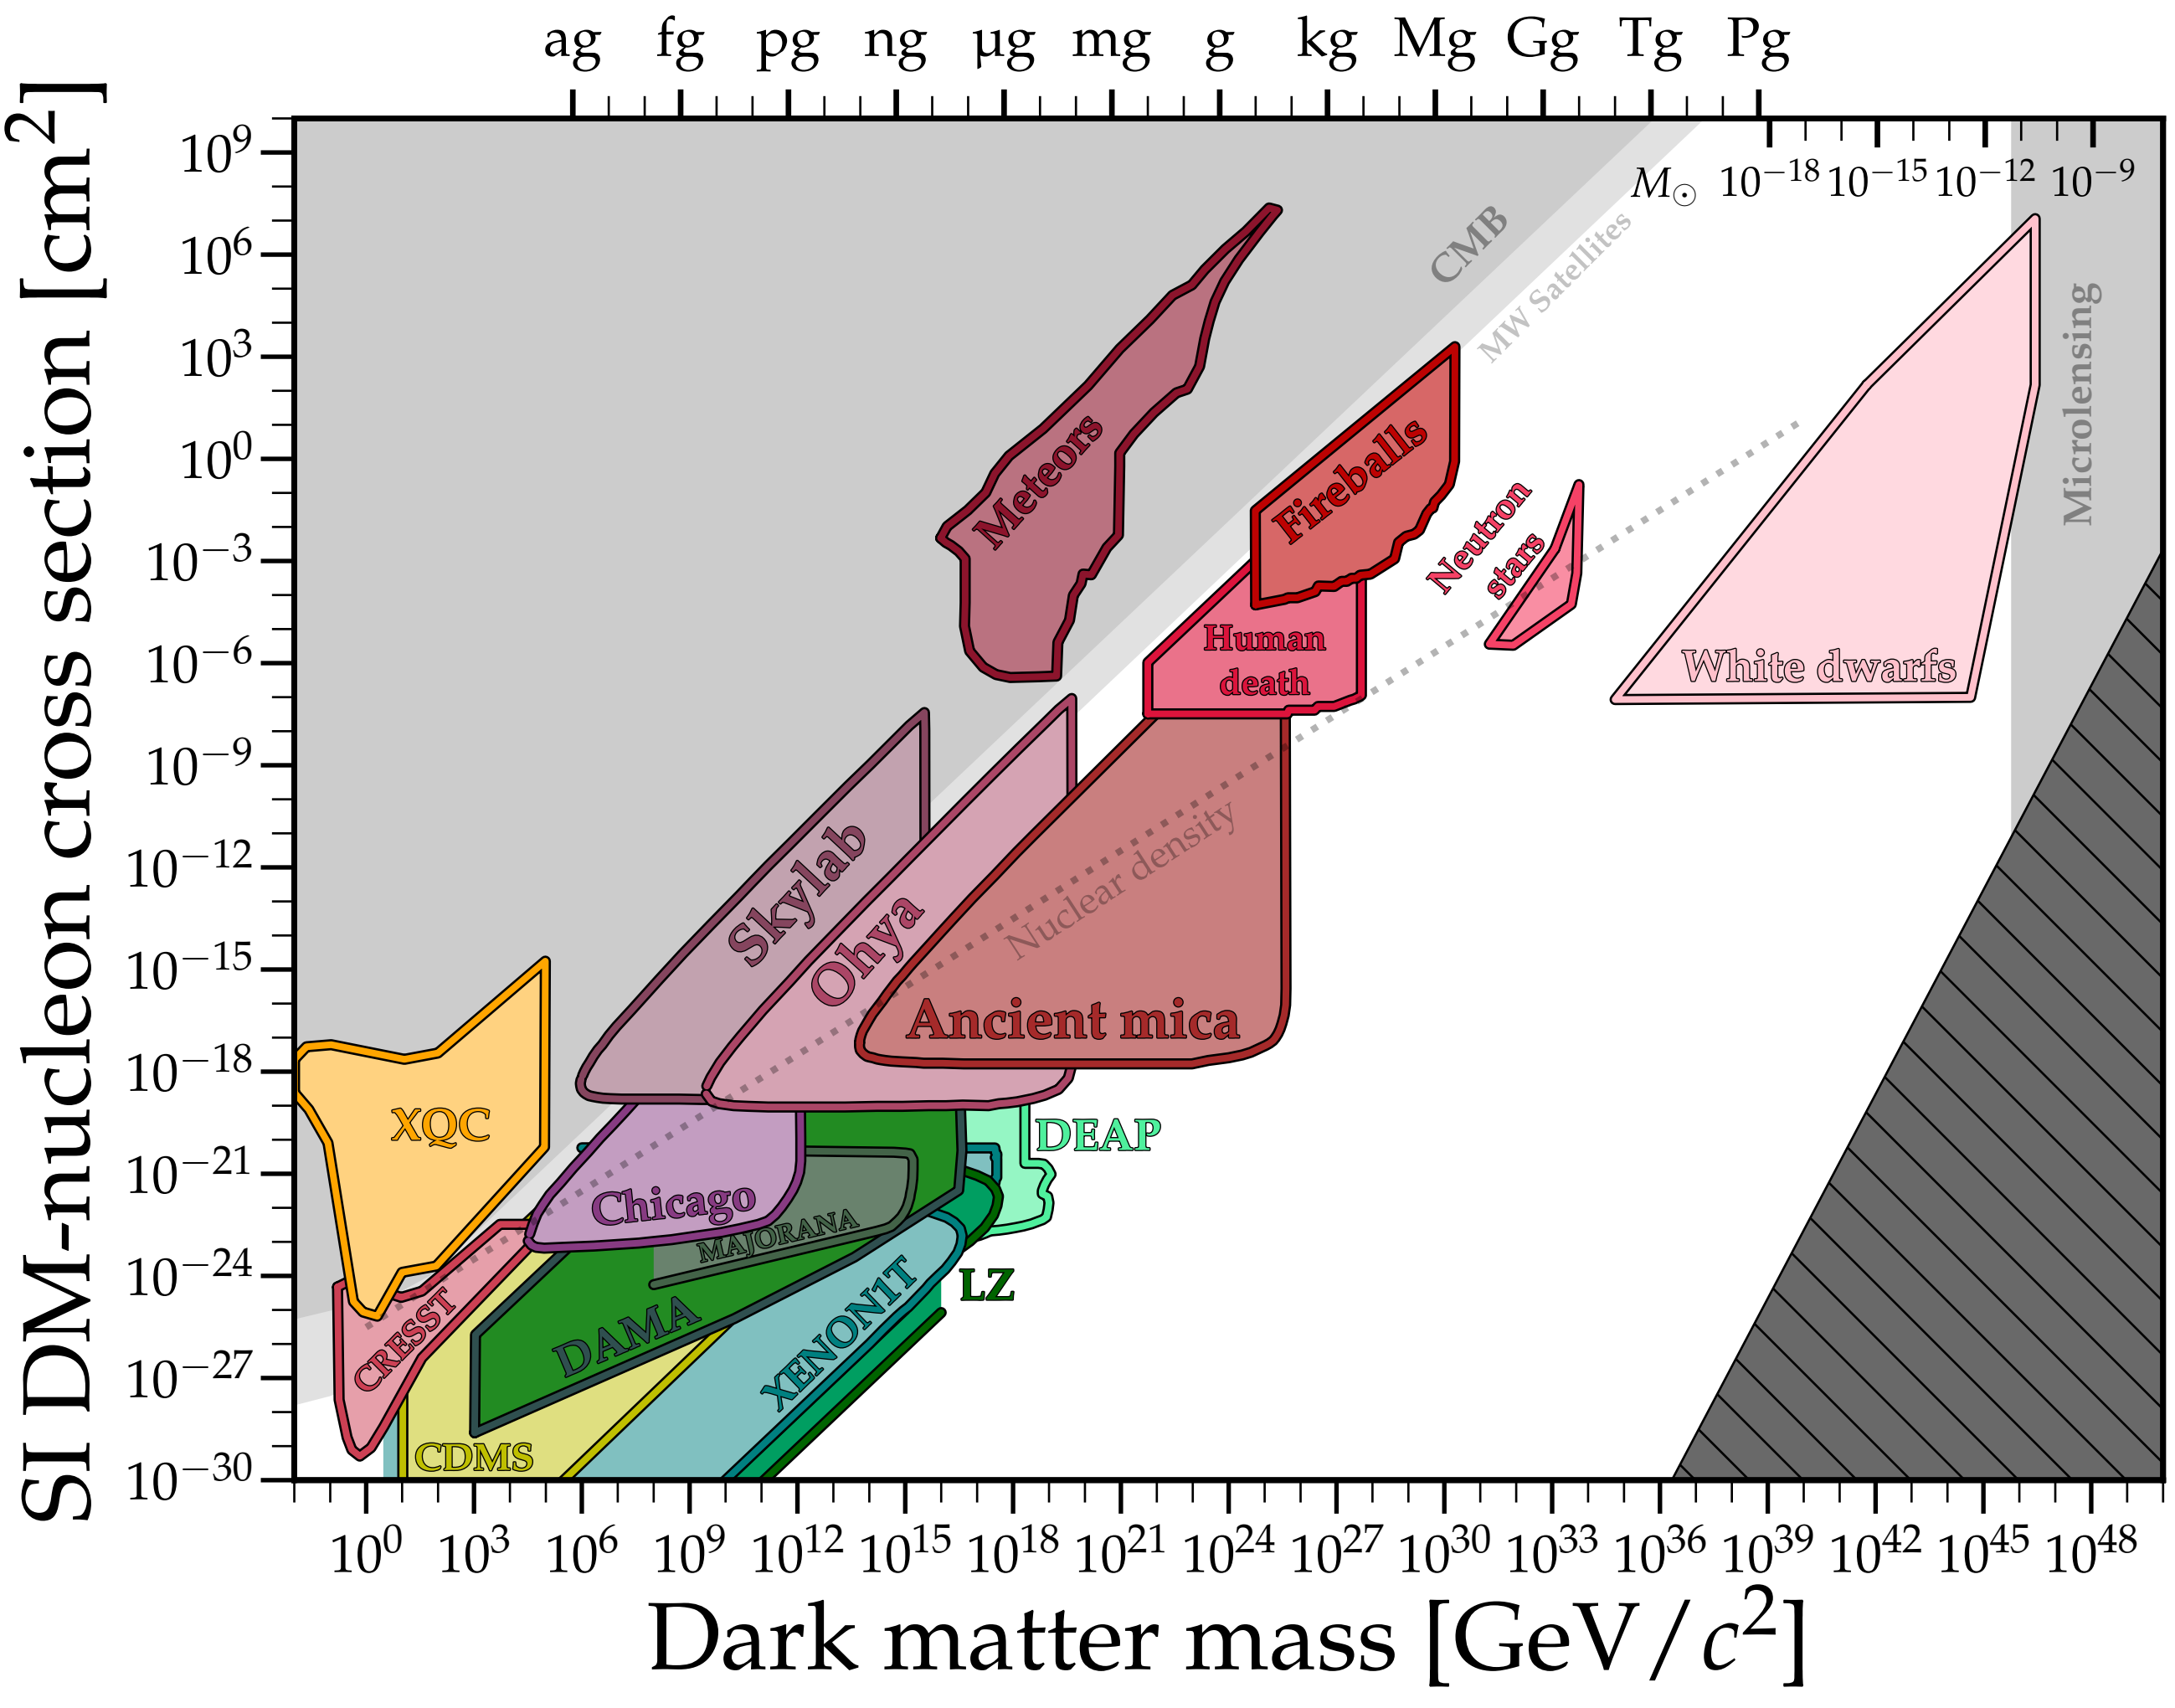 ag fg pg ng μg mg g kg Mg Gg Tg Pg
SI DM-nucleon cross section [cm²]
10⁹
10⁶
10³
10⁰
10⁻³
10⁻⁶
10⁻⁹
10⁻¹²
10⁻¹⁵
10⁻¹⁸
10⁻²¹
10⁻²⁴
10⁻²⁷
10⁻³⁰
M☉ 10⁻¹⁸ 10⁻¹⁵ 10⁻¹² 10⁻⁹
CMB
MW Satellites
Microlensing
Meteors
Fireballs
Neutron
stars
Human
death
White dwarfs
Skylab
Ohya
Nuclear density
Ancient mica
XQC
DEAP
Chicago
MAJORANA
LZ
DAMA
XENON1T
CRESST
CDMS
10⁰ 10³ 10⁶ 10⁹ 10¹² 10¹⁵ 10¹⁸ 10²¹ 10²⁴ 10²⁷ 10³⁰ 10³³ 10³⁶ 10³⁹ 10⁴² 10⁴⁵ 10⁴⁸
Dark matter mass [GeV/c²]